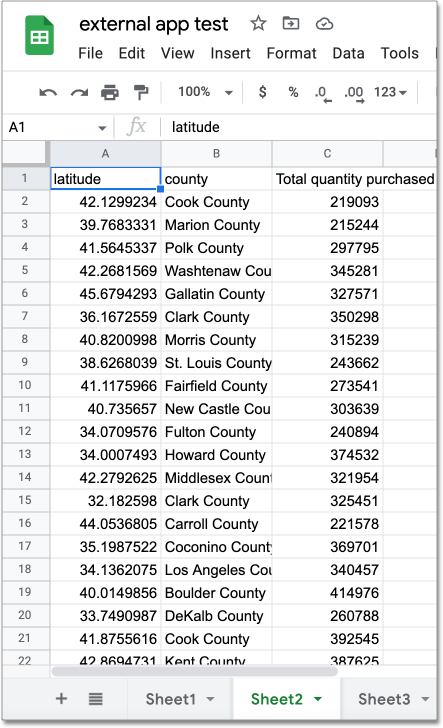 external app test
File Edit View Insert Format Data Tools
100% $ % .0 .00 123
A1 fx latitude
A B C
1 latitude county Total quantity purchased
2 42.1299234 Cook County 219093
3 39.7683331 Marion County 215244
4 41.5645337 Polk County 297795
5 42.2681569 Washtenaw Cou 345281
6 45.6794293 Gallatin County 327571
7 36.1672559 Clark County 350298
8 40.8200998 Morris County 315239
9 38.6268039 St. Louis County 243662
10 41.1175966 Fairfield County 273541
11 40.735657 New Castle Cou 303639
12 34.0709576 Fulton County 240894
13 34.0007493 Howard County 374532
14 42.2792625 Middlesex Count 321954
15 32.182598 Clark County 325451
16 44.0536805 Carroll County 221578
17 35.1987522 Coconino County 369701
18 34.1362075 Los Angeles Cou 340457
19 40.0149856 Boulder County 414976
20 33.7490987 DeKalb County 260788
21 41.8755616 Cook County 392545
22 42.8694731 Kent County 387625
Sheet1 Sheet2 Sheet3